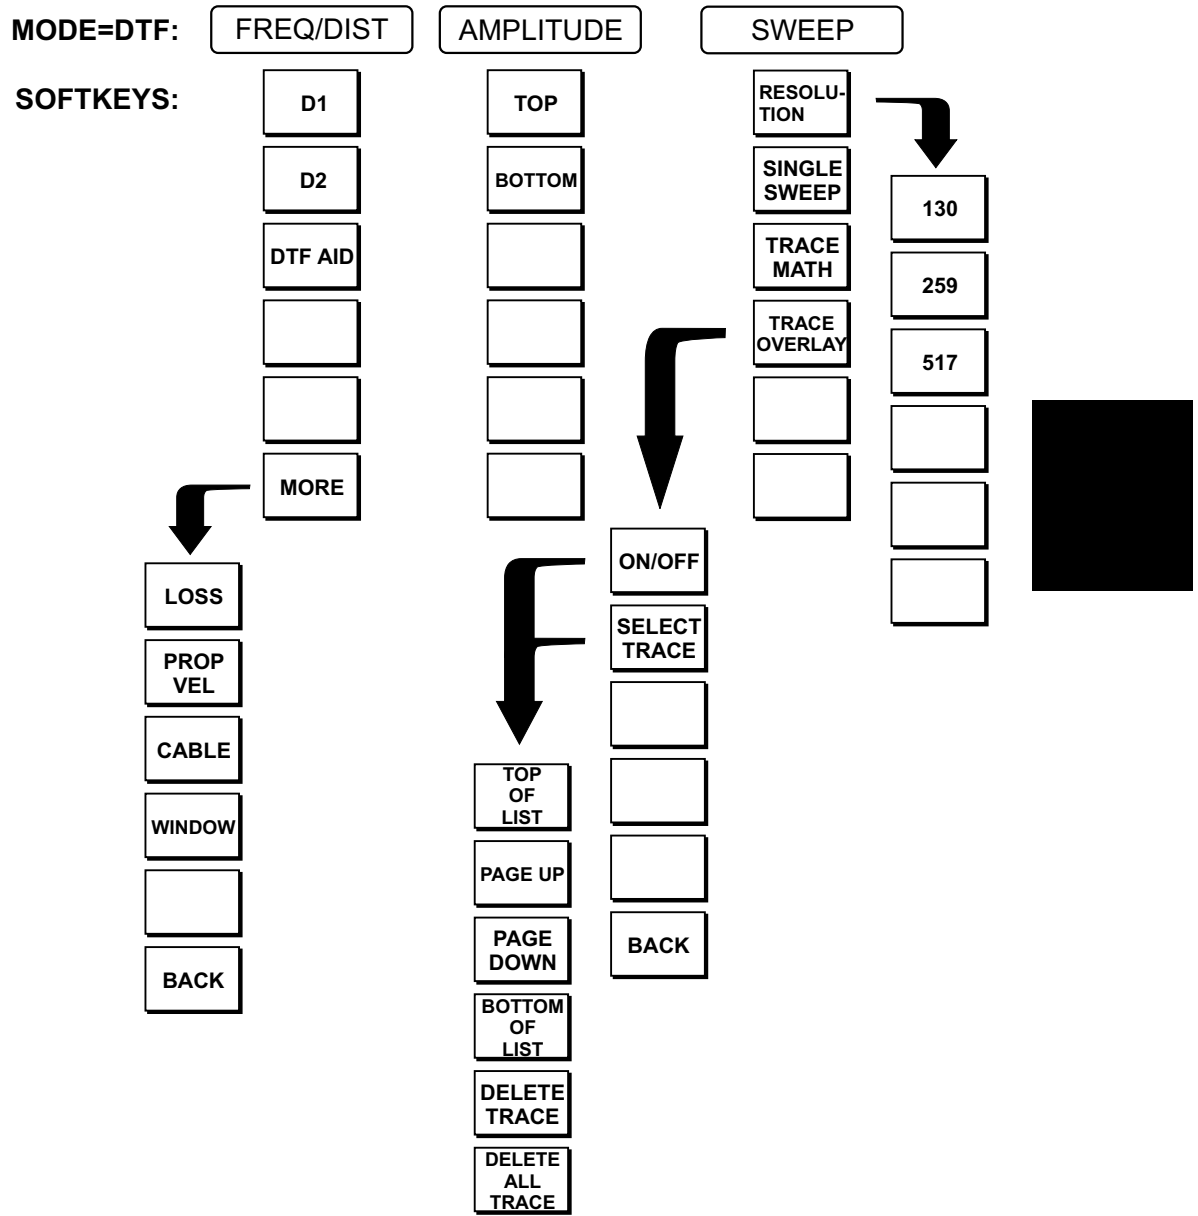 MODE=DTF:
FREQ/DIST
AMPLITUDE
SWEEP
SOFTKEYS:
D1
D2
DTF AID
MORE
LOSS
PROP
VEL
CABLE
WINDOW
BACK
TOP
BOTTOM
RESOLU-
TION
SINGLE
SWEEP
TRACE
MATH
TRACE
OVERLAY
130
259
517
ON/OFF
SELECT
TRACE
BACK
TOP
OF
LIST
PAGE UP
PAGE
DOWN
BOTTOM
OF
LIST
DELETE
TRACE
DELETE
ALL
TRACE